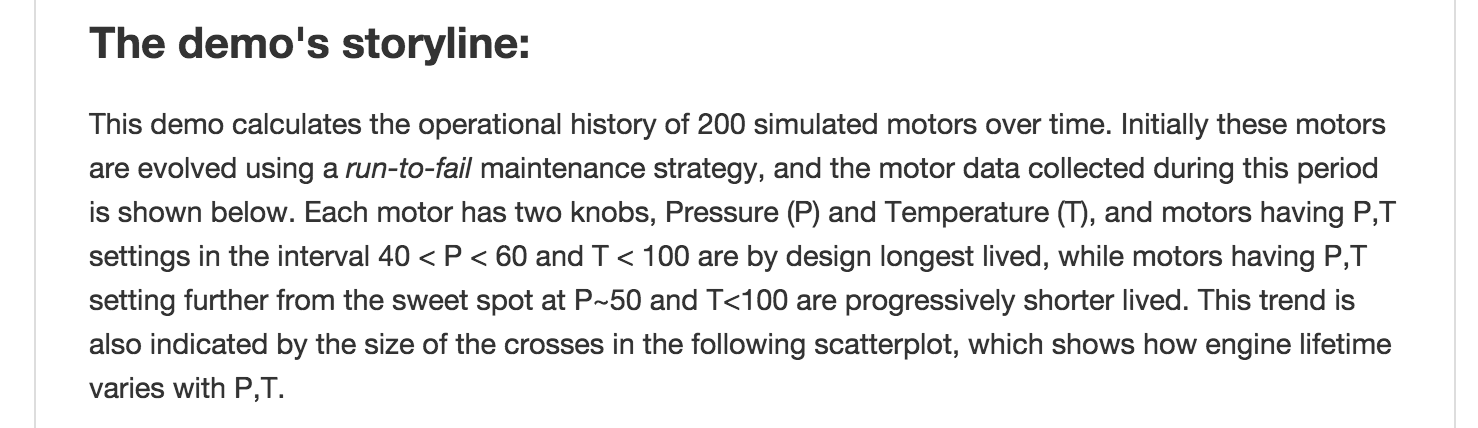 The demo's storyline:
This demo calculates the operational history of 200 simulated motors over time. Initially these motors
are evolved using a run-to-fail maintenance strategy, and the motor data collected during this period
is shown below. Each motor has two knobs, Pressure (P) and Temperature (T), and motors having P,T
settings in the interval 40 < P < 60 and T < 100 are by design longest lived, while motors having P,T
setting further from the sweet spot at P~50 and T<100 are progressively shorter lived. This trend is
also indicated by the size of the crosses in the following scatterplot, which shows how engine lifetime
varies with P,T.